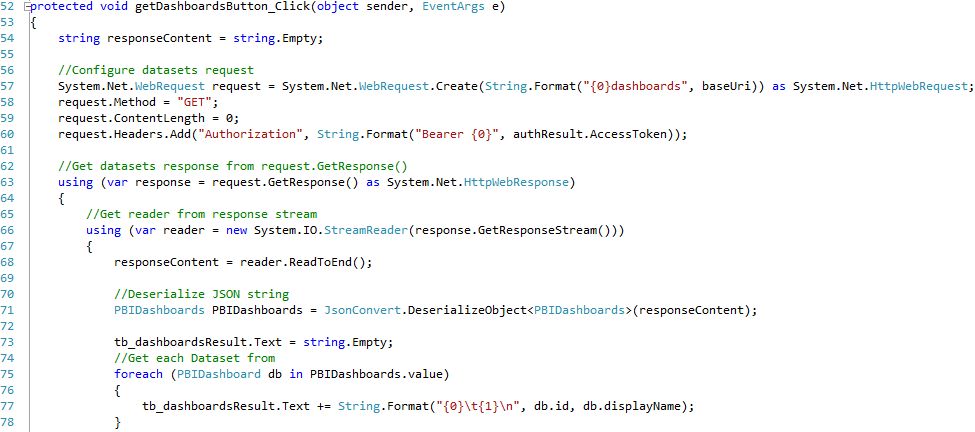 52 protected void getDashboardsButton_Click(object sender, EventArgs e)
53 {
54     string responseContent = string.Empty;
55
56     //Configure datasets request
57     System.Net.WebRequest request = System.Net.WebRequest.Create(String.Format("{0}dashboards", baseUri)) as System.Net.HttpWebRequest;
58     request.Method = "GET";
59     request.ContentLength = 0;
60     request.Headers.Add("Authorization", String.Format("Bearer {0}", authResult.AccessToken));
61
62     //Get datasets response from request.GetResponse()
63     using (var response = request.GetResponse() as System.Net.HttpWebResponse)
64     {
65         //Get reader from response stream
66         using (var reader = new System.IO.StreamReader(response.GetResponseStream()))
67         {
68             responseContent = reader.ReadToEnd();
69
70             //Deserialize JSON string
71             PBIDashboards PBIDashboards = JsonConvert.DeserializeObject<PBIDashboards>(responseContent);
72
73             tb_dashboardsResult.Text = string.Empty;
74             //Get each Dataset from
75             foreach (PBIDashboard db in PBIDashboards.value)
76             {
77                 tb_dashboardsResult.Text += String.Format("{0}\t{1}\n", db.id, db.displayName);
78             }